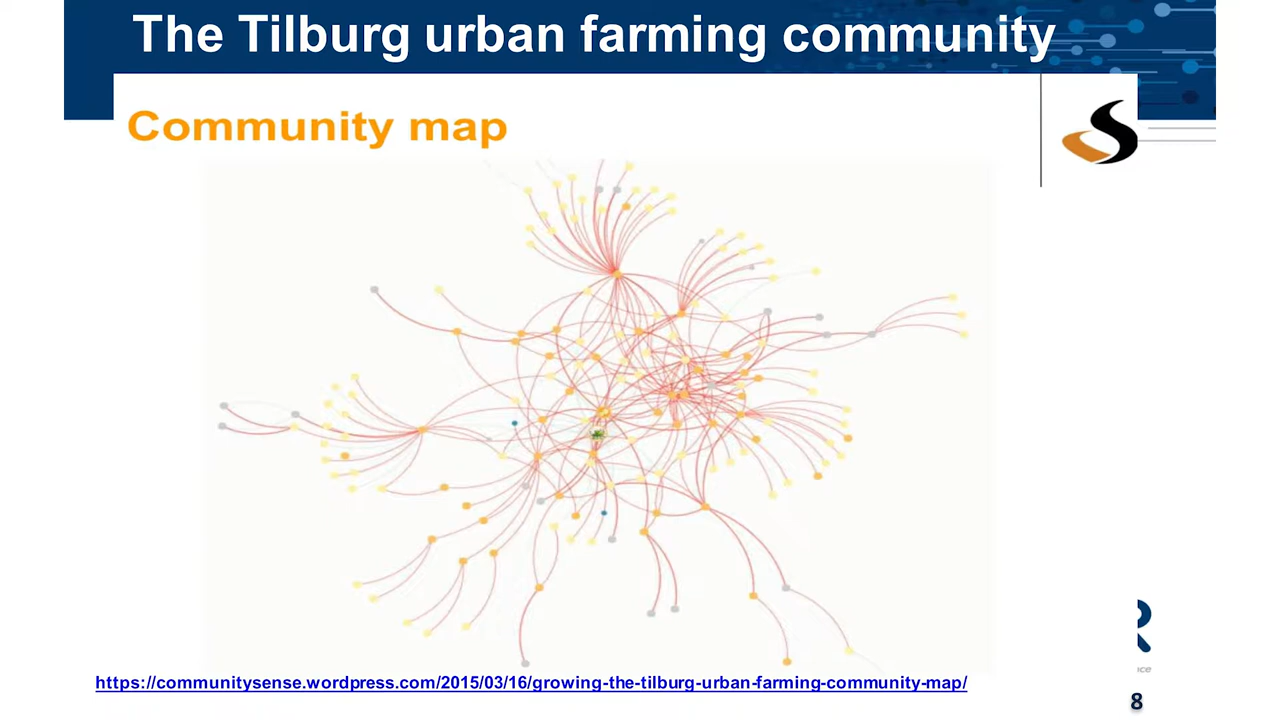 The Tilburg urban farming community
Community map
https://communitysense.wordpress.com/2015/03/16/growing-the-tilburg-urban-farming-community-map/
8